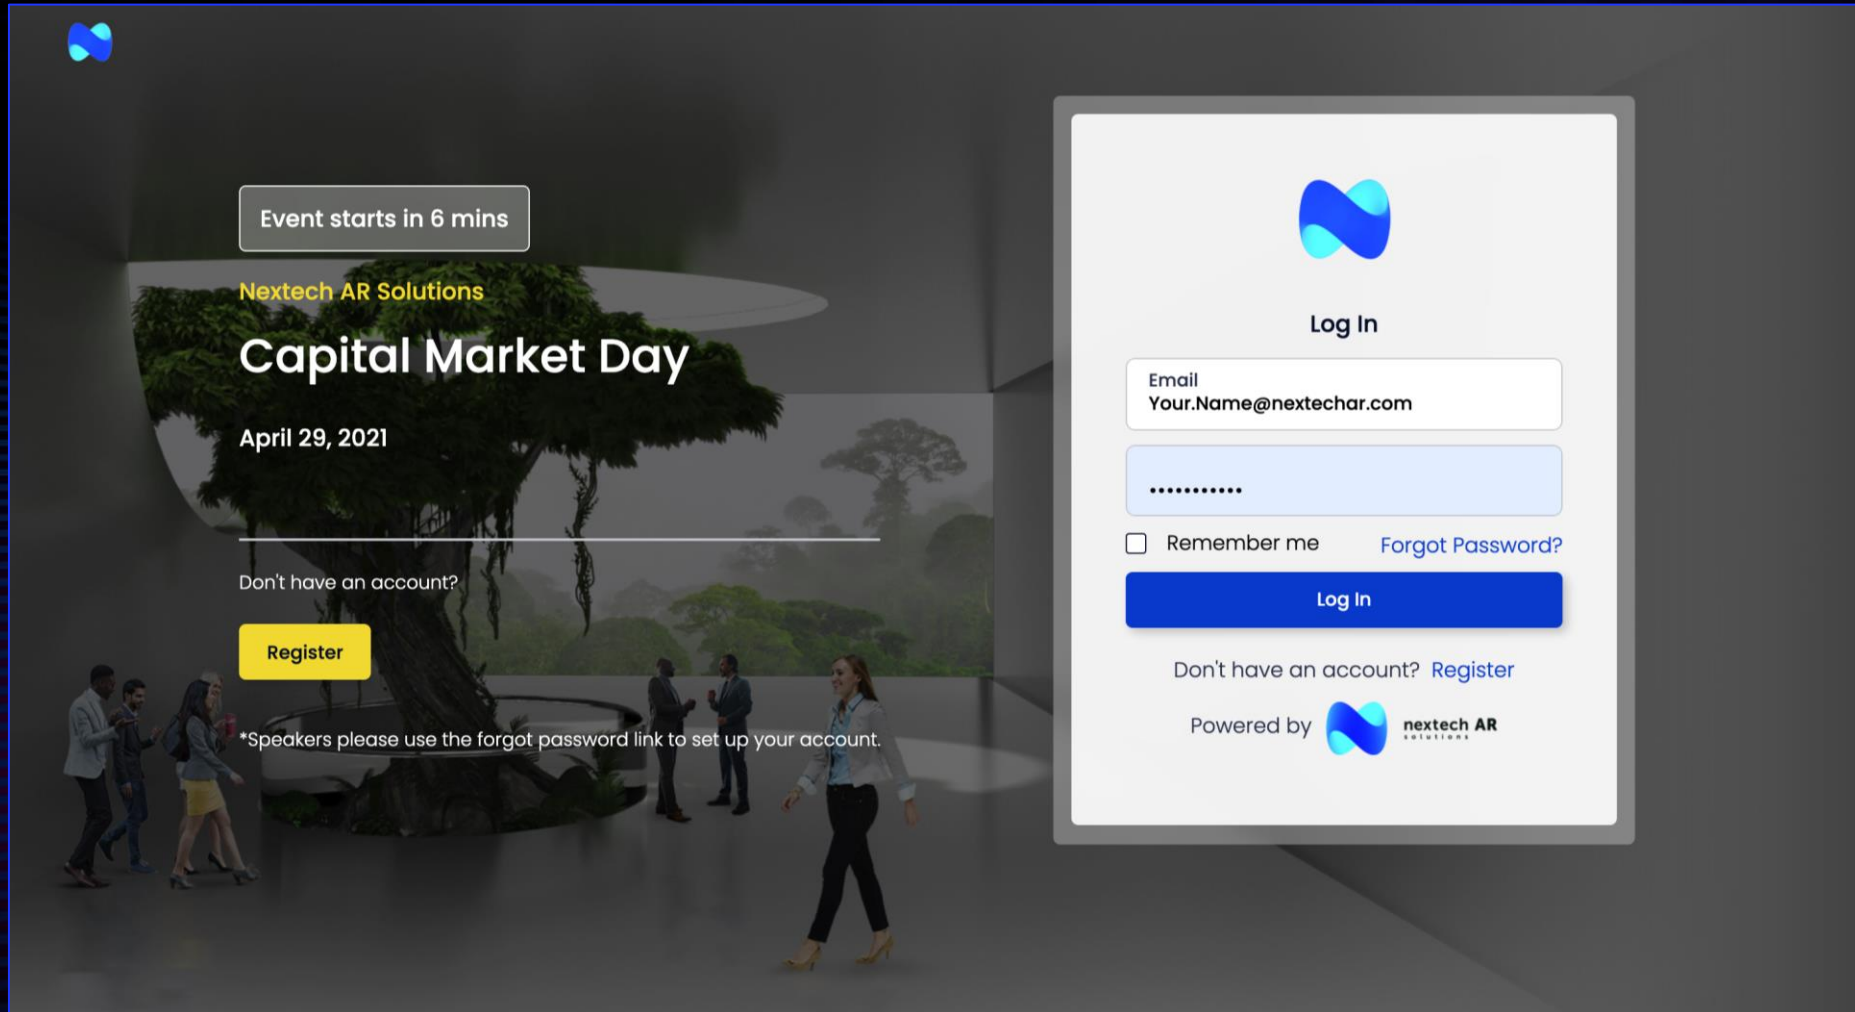 Event starts in 6 mins
Nextech AR Solutions
Capital Market Day
April 29, 2021
Don't have an account?
Register
*Speakers please use the forgot password link to set up your account.
Log In
Email
Your.Name@nextechar.com
•••••••••••
Remember me
Forgot Password?
Log In
Don't have an account? Register
Powered by nextech AR
solutions